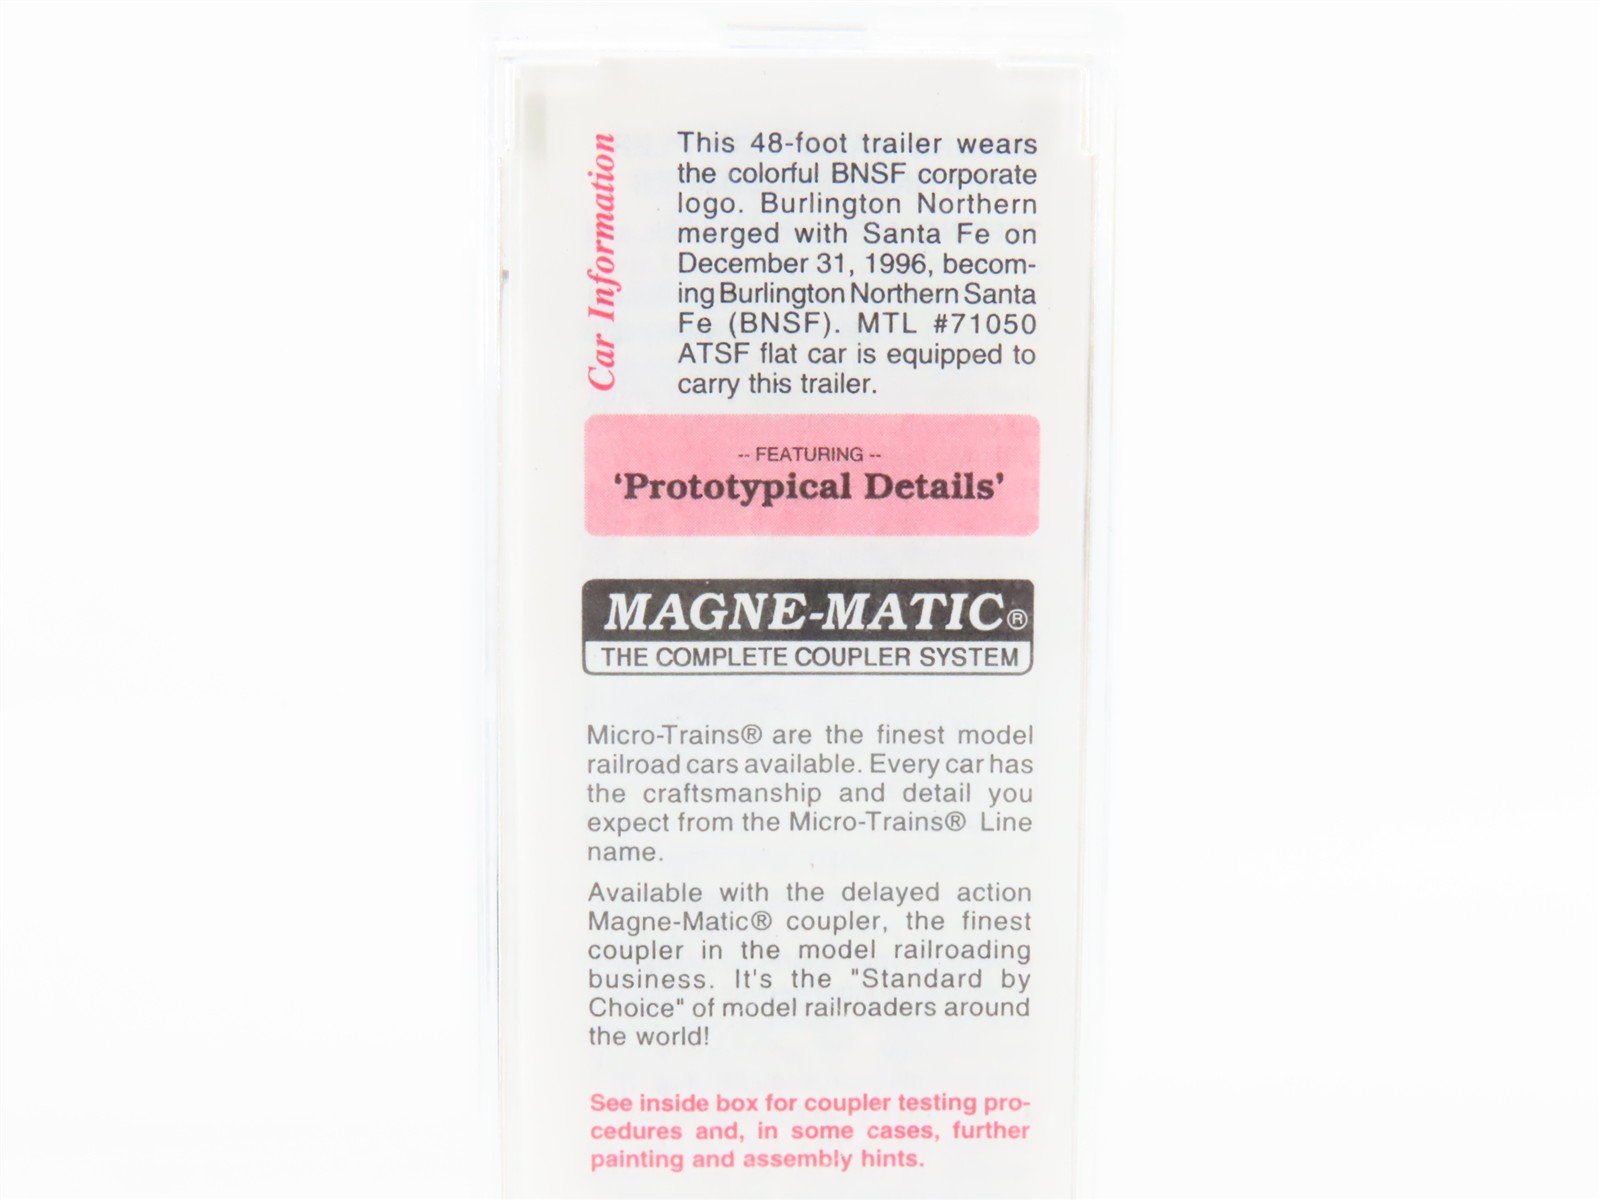 Car Information
This 48-foot trailer wears
the colorful BNSF corporate
logo. Burlington Northern
merged with Santa Fe on
December 31, 1996, becom-
ing Burlington Northern Santa
Fe (BNSF). MTL #71050
ATSF flat car is equipped to
carry this trailer.
-- FEATURING --
‘Prototypical Details’
MAGNE-MATIC®
THE COMPLETE COUPLER SYSTEM
Micro-Trains® are the finest model
railroad cars available. Every car has
the craftsmanship and detail you
expect from the Micro-Trains® Line
name.
Available with the delayed action
Magne-Matic® coupler, the finest
coupler in the model railroading
business. It's the "Standard by
Choice" of model railroaders around
the world!
See inside box for coupler testing pro-
cedures and, in some cases, further
painting and assembly hints.